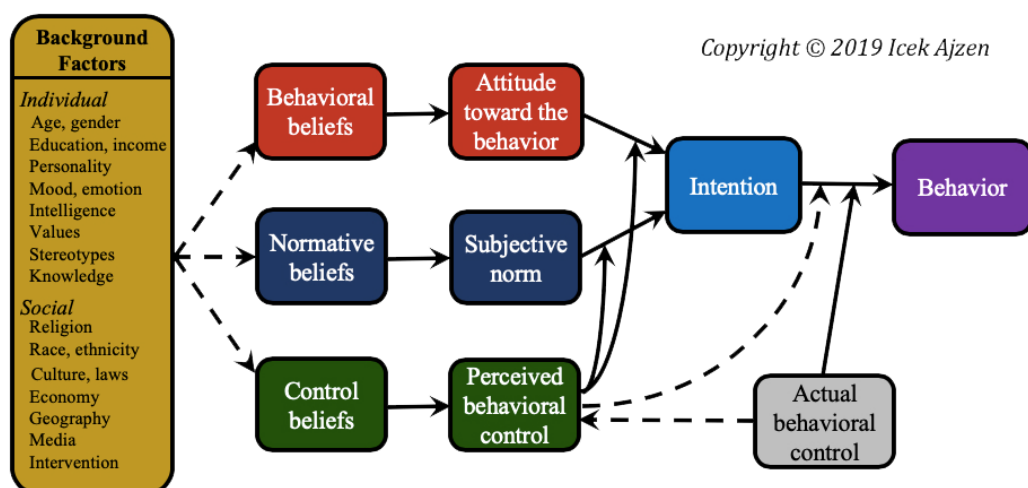 Background
Factors
Individual
Age, gender
Education, income
Personality
Mood, emotion
Intelligence
Values
Stereotypes
Knowledge
Social
Religion
Race, ethnicity
Culture, laws
Economy
Geography
Media
Intervention
Copyright © 2019 Icek Ajzen
Behavioral
beliefs
Attitude
toward the
behavior
Normative
beliefs
Subjective
norm
Control
beliefs
Perceived
behavioral
control
Intention
Behavior
Actual
behavioral
control